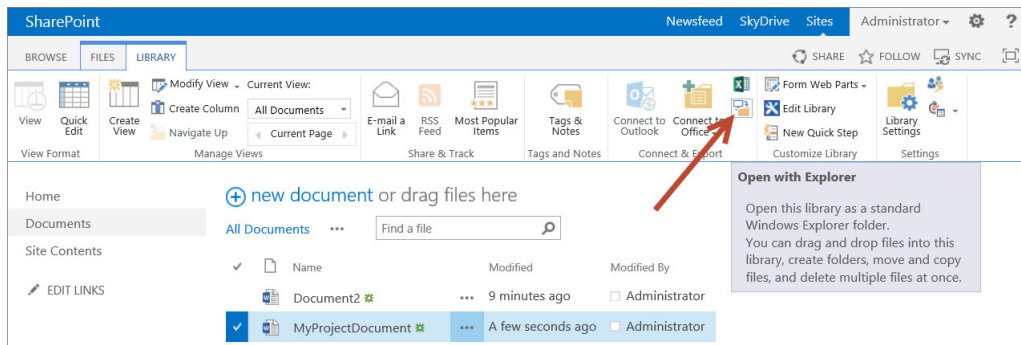 SharePoint
Newsfeed SkyDrive Sites Administrator ?
BROWSE FILES LIBRARY SHARE FOLLOW SYNC
View
Quick
Edit
Create
View
Modify View
Create Column
Navigate Up
Current View:
All Documents
Current Page
E-mail a
Link
RSS
Feed
Most Popular
Items
Tags &
Notes
Connect to
Outlook
Connect to
Office
Form Web Parts
Edit Library
New Quick Step
Library
Settings
View Format Manage Views Share & Track Tags and Notes Connect & Export Customize Library Settings
Open with Explorer
Open this library as a standard
Windows Explorer folder.
You can drag and drop files into this
library, create folders, move and copy
files, and delete multiple files at once.
Home
Documents
Site Contents
EDIT LINKS
new document or drag files here
All Documents ••• Find a file
Name Modified Modified By
Document2 ••• 9 minutes ago Administrator
MyProjectDocument ••• A few seconds ago Administrator